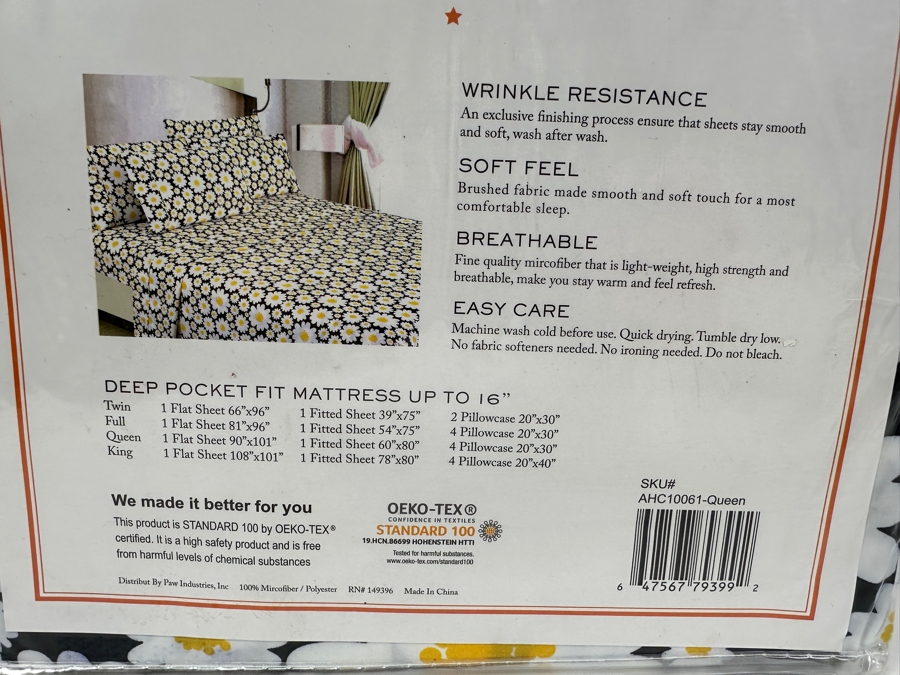 WRINKLE RESISTANCE
An exclusive finishing process ensure that sheets stay smooth
and soft, wash after wash.
SOFT FEEL
Brushed fabric made smooth and soft touch for a most
comfortable sleep.
BREATHABLE
Fine quality mircofiber that is light-weight, high strength and
breathable, make you stay warm and feel refresh.
EASY CARE
Machine wash cold before use. Quick drying. Tumble dry low.
No fabric softeners needed. No ironing needed. Do not bleach.
DEEP POCKET FIT MATTRESS UP TO 16”
Twin 1 Flat Sheet 66”x96” 1 Fitted Sheet 39”x75” 2 Pillowcase 20”x30”
Full 1 Flat Sheet 81”x96” 1 Fitted Sheet 54”x75” 4 Pillowcase 20”x30”
Queen 1 Flat Sheet 90”x101” 1 Fitted Sheet 60”x80” 4 Pillowcase 20”x30”
King 1 Flat Sheet 108”x101” 1 Fitted Sheet 78”x80” 4 Pillowcase 20”x40”
We made it better for you
This product is STANDARD 100 by OEKO-TEX®
certified. It is a high safety product and is free
from harmful levels of chemical substances
OEKO-TEX®
CONFIDENCE IN TEXTILES
STANDARD 100
19.HCN.86699 HOHENSTEIN HTTI
Tested for harmful substances.
www.oeko-tex.com/standard100
SKU#
AHC10061-Queen
6 47567 79399 2
Distribut By Paw Industries, Inc 100% Mircofiber / Polyester RN# 149396 Made In China